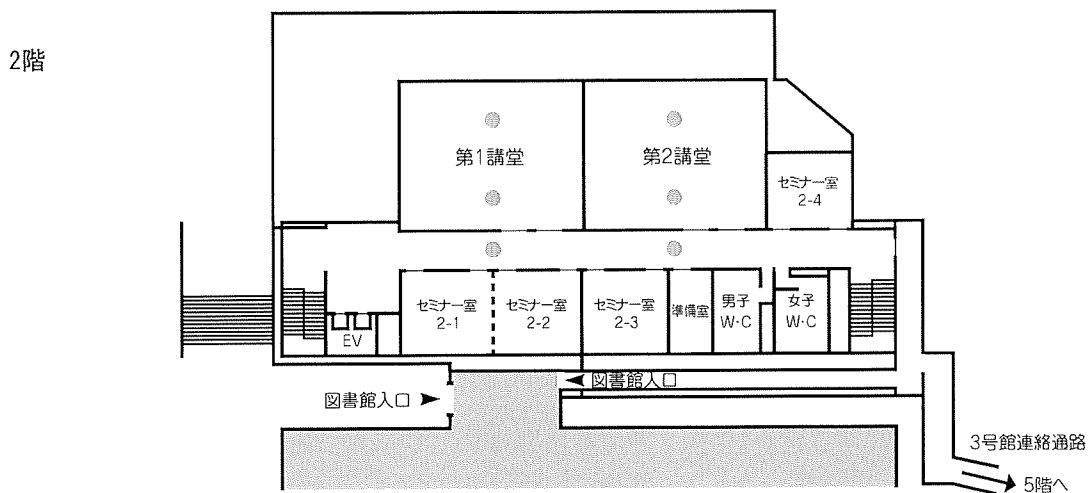 2階
第1講堂
第2講堂
セミナー室
2-4
セミナー室
2-1
セミナー室
2-2
セミナー室
2-3
準備室
男子
W・C
女子
W・C
EV
図書館入口
図書館入口
3号館連絡通路
5階へ